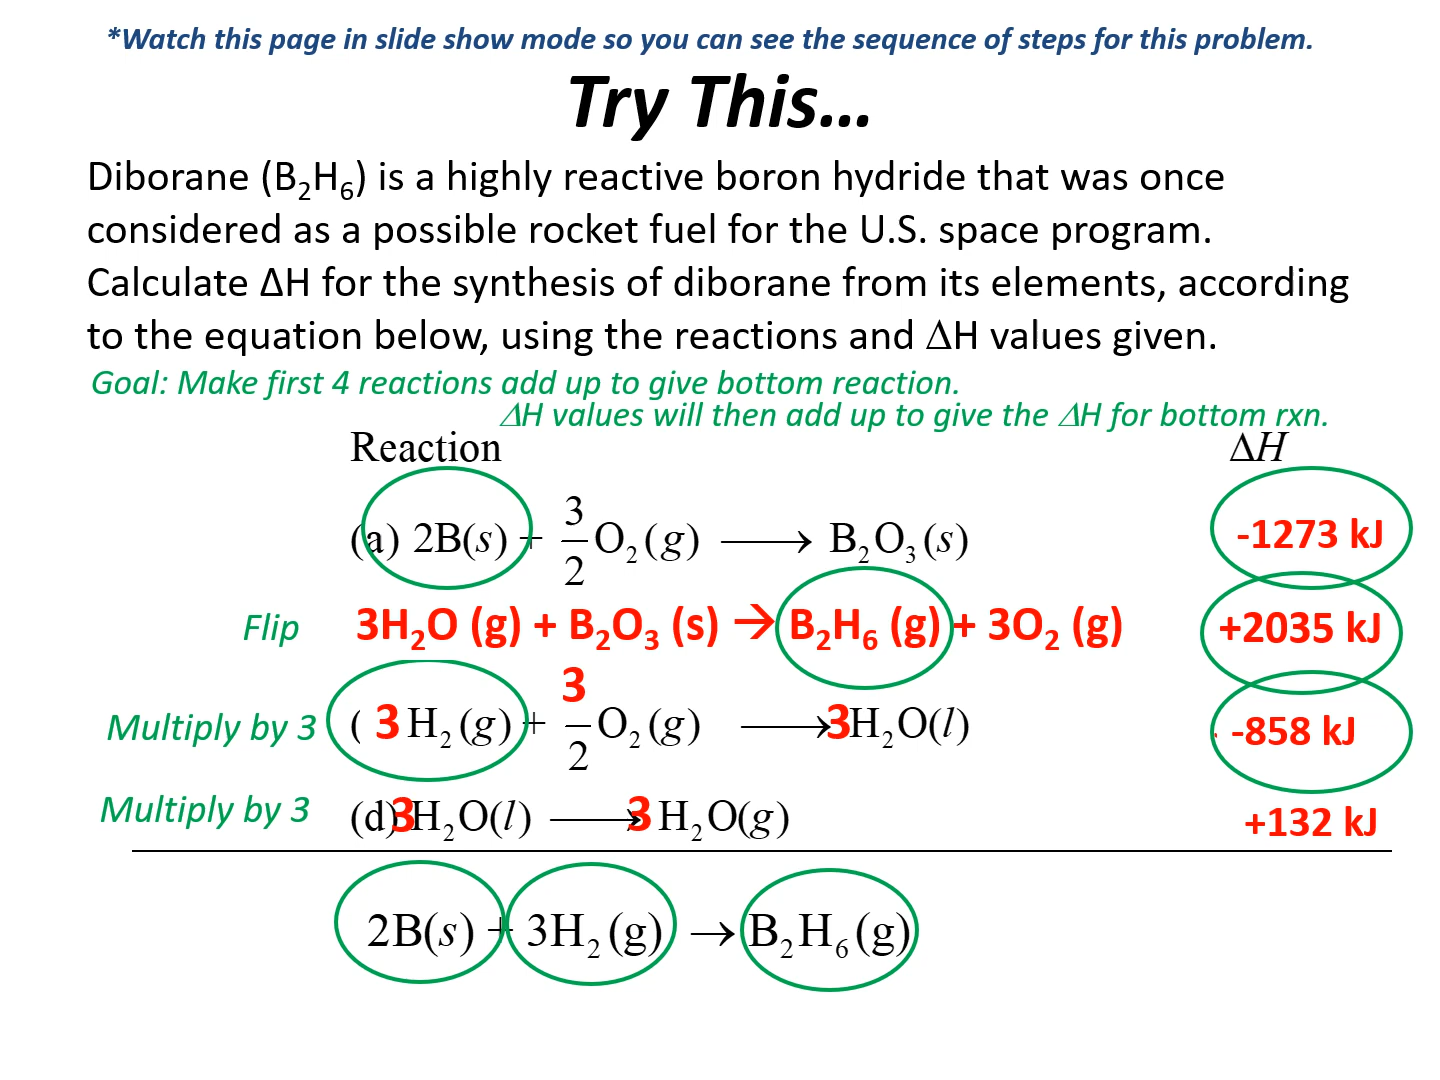 *Watch this page in slide show mode so you can see the sequence of steps for this problem.
Try This…
Diborane (B₂H₆) is a highly reactive boron hydride that was once
considered as a possible rocket fuel for the U.S. space program.
Calculate ΔH for the synthesis of diborane from its elements, according
to the equation below, using the reactions and ΔH values given.
Goal: Make first 4 reactions add up to give bottom reaction.
ΔH values will then add up to give the ΔH for bottom rxn.
Reaction ΔH
(a) 2B(s) + 3/2 O₂(g) ⟶ B₂O₃(s) -1273 kJ
Flip 3H₂O (g) + B₂O₃ (s) → B₂H₆ (g) + 3O₂ (g) +2035 kJ
Multiply by 3 ( 3 H₂(g) + 3/2 O₂(g) ⟶ 3H₂O(l) -858 kJ
Multiply by 3 (d) 3H₂O(l) ⟶ 3 H₂O(g) +132 kJ
2B(s) + 3H₂(g) → B₂H₆(g)